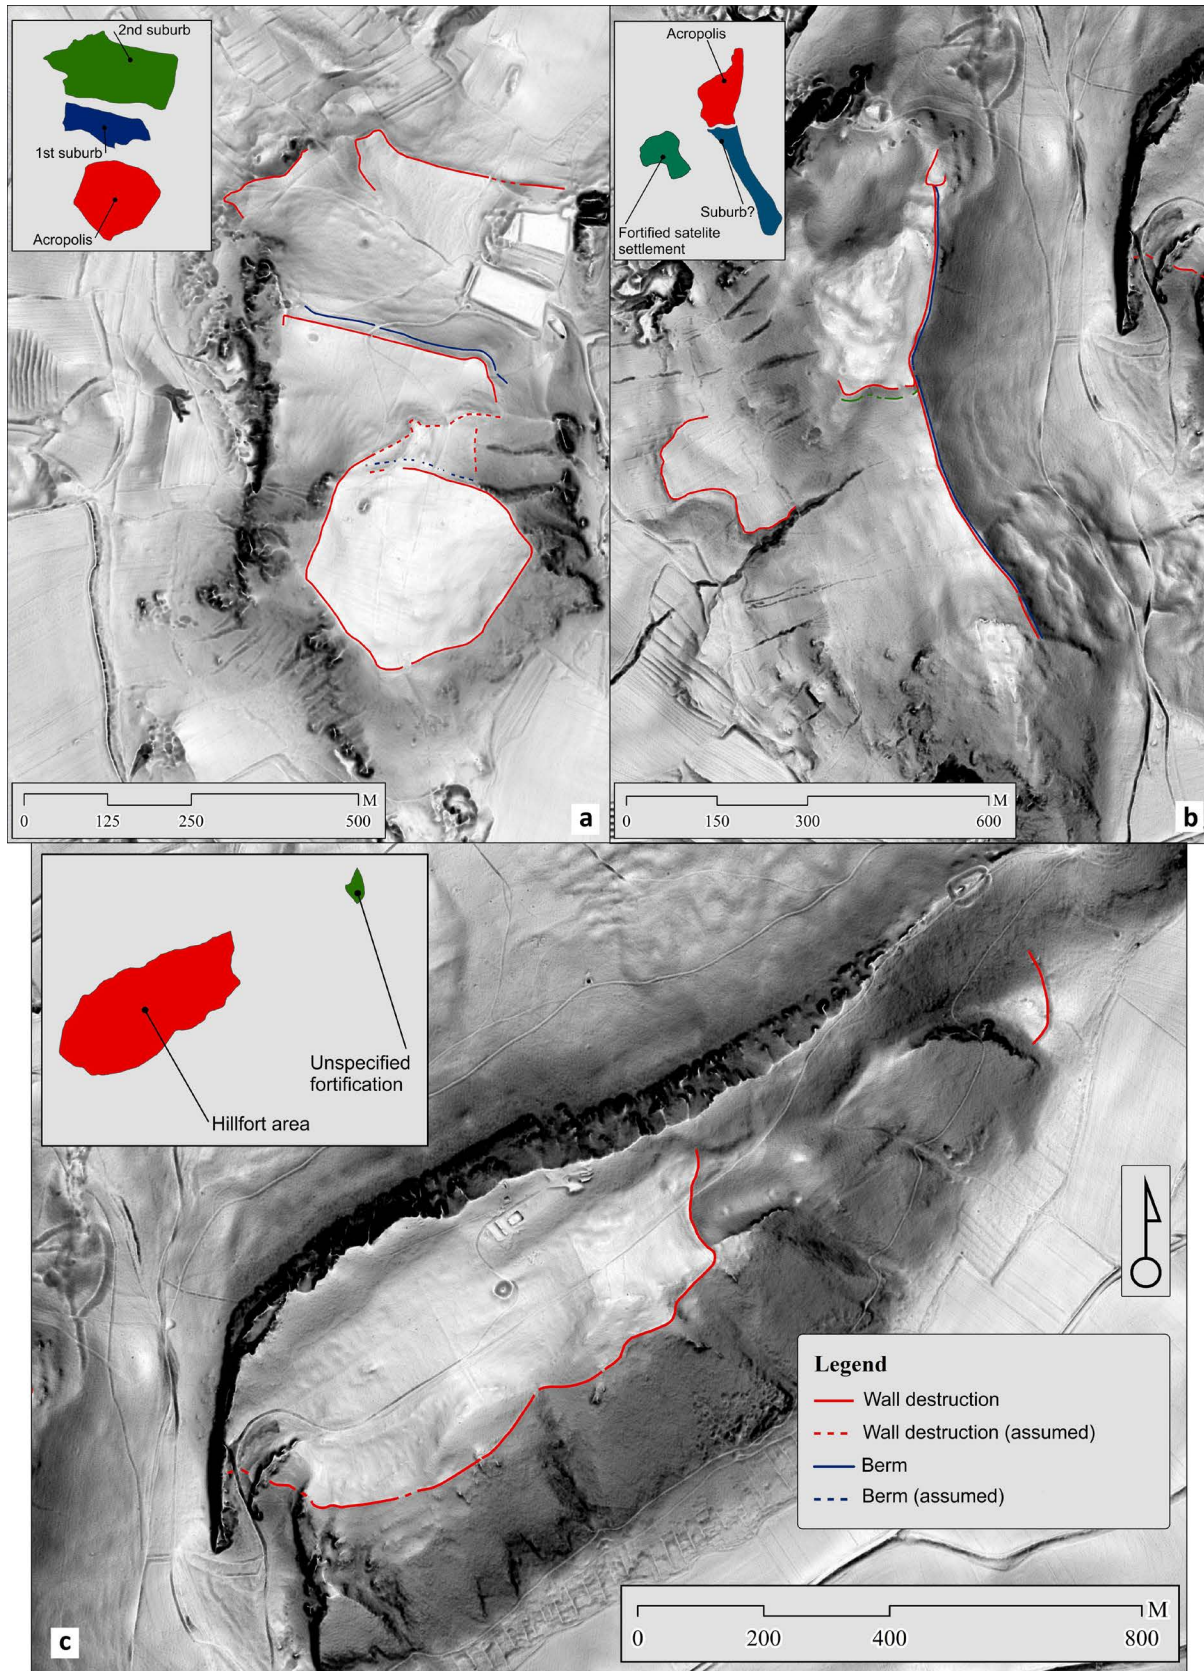 2nd suburb
1st suburb
Acropolis
M
0 125 250 500
a
Acropolis
Suburb?
Fortified satelite
settlement
M
0 150 300 600
b
Unspecified
fortification
Hillfort area
Legend
Wall destruction
Wall destruction (assumed)
Berm
Berm (assumed)
M
0 200 400 800
c